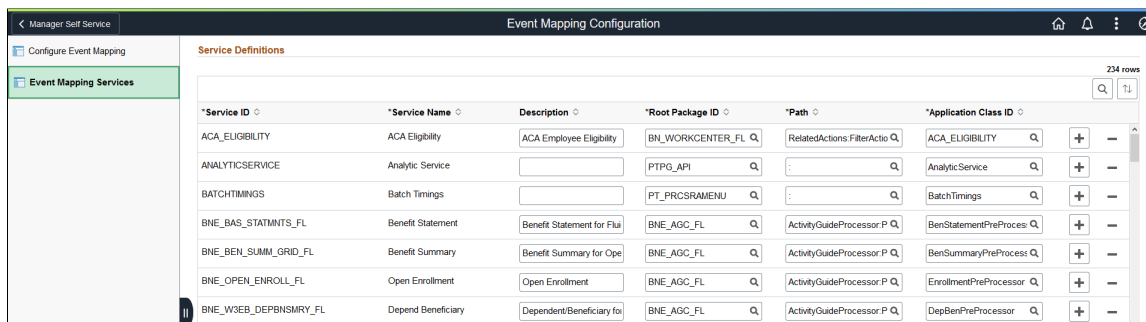 Manager Self Service
Event Mapping Configuration
Configure Event Mapping
Event Mapping Services
Service Definitions
234 rows
*Service ID *Service Name Description *Root Package ID *Path *Application Class ID
ACA_ELIGIBILITY ACA Eligibility ACA Employee Eligibility BN_WORKCENTER_FL RelatedActions:FilterActio ACA_ELIGIBILITY
ANALYTICSERVICE Analytic Service PTPG_API : AnalyticService
BATCHTIMINGS Batch Timings PT_PRCSRAMENU : BatchTimings
BNE_BAS_STATMNTS_FL Benefit Statement Benefit Statement for Flui BNE_AGC_FL ActivityGuideProcessor:P BenStatementPreProces
BNE_BEN_SUMM_GRID_FL Benefit Summary Benefit Summary for Ope BNE_AGC_FL ActivityGuideProcessor:P BenSummaryPreProcess
BNE_OPEN_ENROLL_FL Open Enrollment Open Enrollment BNE_AGC_FL ActivityGuideProcessor:P EnrollmentPreProcessor
BNE_W3EB_DEPBNSMRY_FL Depend Beneficiary Dependent/Beneficiary for BNE_AGC_FL ActivityGuideProcessor:P DepBenPreProcessor